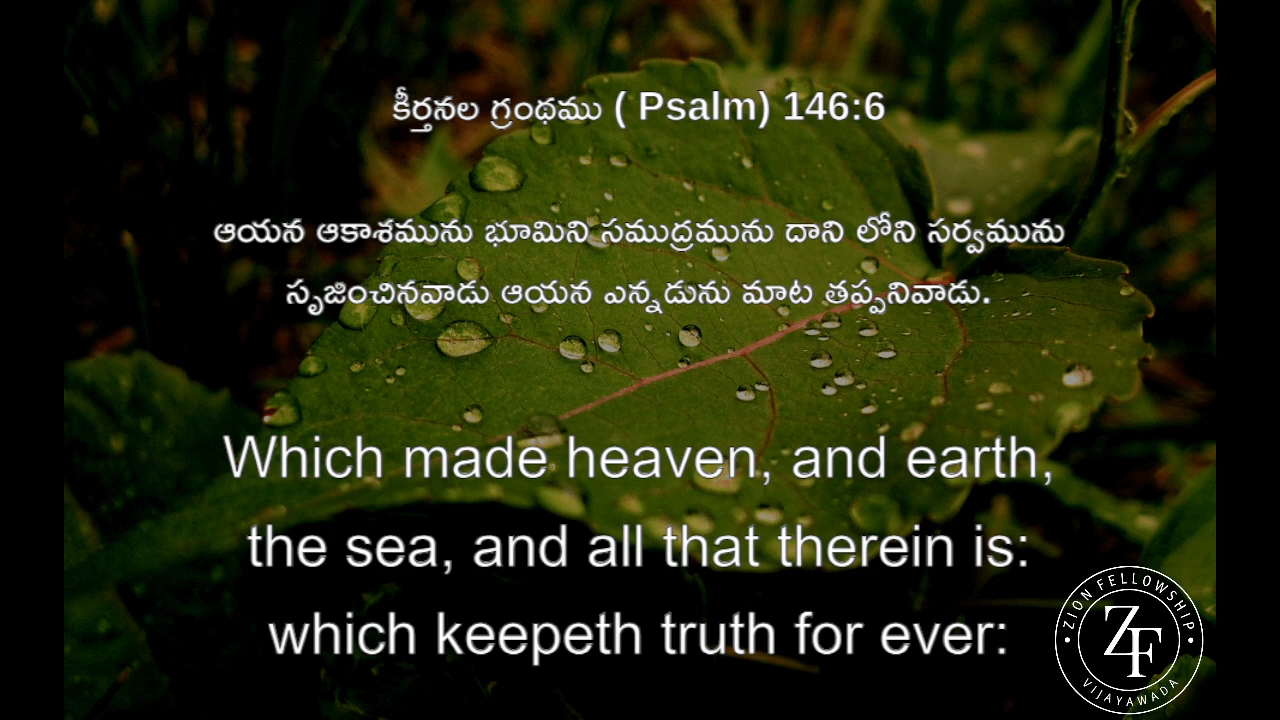 కీర్తనల గ్రంథము ( Psalm) 146:6
ఆయన ఆకాశమును భూమిని సముద్రమును దాని లోని సర్వమును
సృజించినవాడు ఆయన ఎన్నడును మాట తప్పనివాడు.
Which made heaven, and earth,
the sea, and all that therein is:
which keepeth truth for ever:
ZION FELLOWSHIP
ZF
VIJAYAWADA